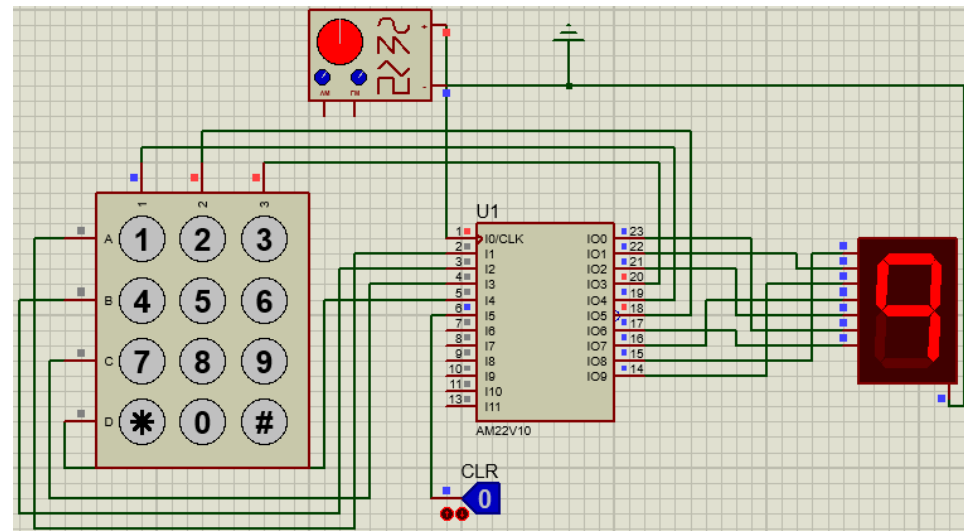 +
-
AM FM
1 2 3
A 1 2 3
B 4 5 6
C 7 8 9
D * 0 #
U1
1 I0/CLK IO0 23
2 I1 IO1 22
3 I2 IO2 21
4 I3 IO3 20
5 I4 IO4 19
6 I5 IO5 18
7 I6 IO6 17
8 I7 IO7 16
9 I8 IO8 15
10 I9 IO9 14
11 I10
13 I11
AM22V10
CLR
0
9